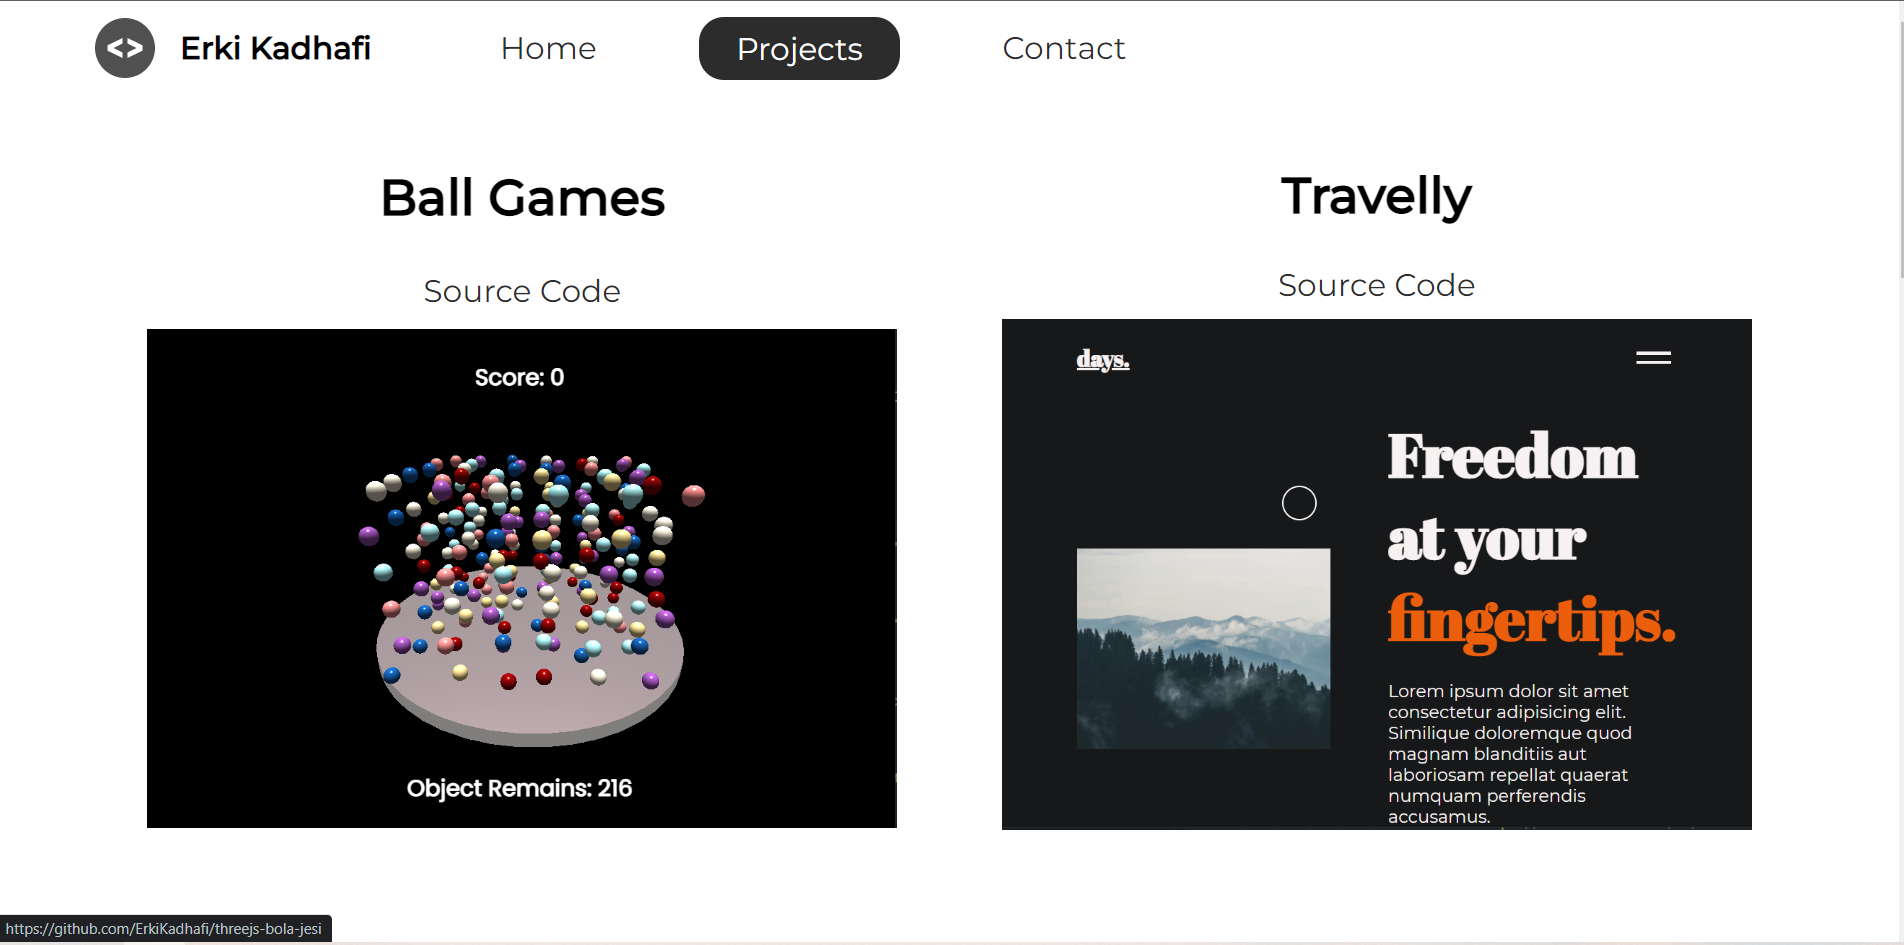 <> Erki Kadhafi Home Projects Contact
Ball Games
Source Code
Score: 0
Object Remains: 216
Travelly
Source Code
days.
Freedom
at your
fingertips.
Lorem ipsum dolor sit amet
consectetur adipisicing elit.
Similique doloremque quod
magnam blanditiis aut
laboriosam repellat quaerat
numquam perferendis
accusamus.
https://github.com/ErkiKadhafi/threejs-bola-jesi